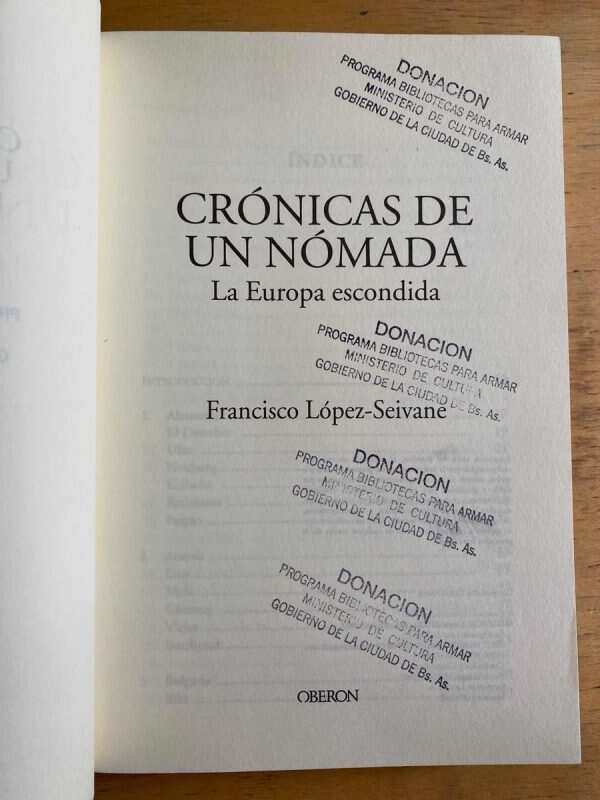 DONACION
PROGRAMA BIBLIOTECAS PARA ARMAR
MINISTERIO DE CULTURA
GOBIERNO DE LA CIUDAD DE Bs. As.
ÍNDICE
CRÓNICAS DE
UN NÓMADA
La Europa escondida
DONACION
PROGRAMA BIBLIOTECAS PARA ARMAR
MINISTERIO DE CULTURA
GOBIERNO DE LA CIUDAD DE Bs. As.
Francisco López-Seivane
DONACION
PROGRAMA BIBLIOTECAS PARA ARMAR
MINISTERIO DE CULTURA
GOBIERNO DE LA CIUDAD DE Bs. As.
DONACION
PROGRAMA BIBLIOTECAS PARA ARMAR
MINISTERIO DE CULTURA
GOBIERNO DE LA CIUDAD DE Bs. As.
OBERON